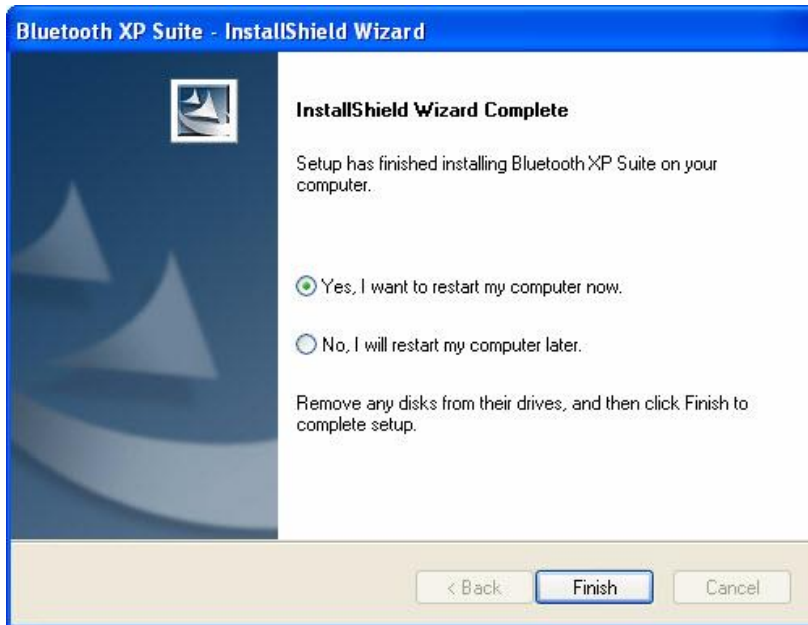 Bluetooth XP Suite - InstallShield Wizard
InstallShield Wizard Complete
Setup has finished installing Bluetooth XP Suite on your
computer.
Yes, I want to restart my computer now.
No, I will restart my computer later.
Remove any disks from their drives, and then click Finish to
complete setup.
< Back Finish Cancel